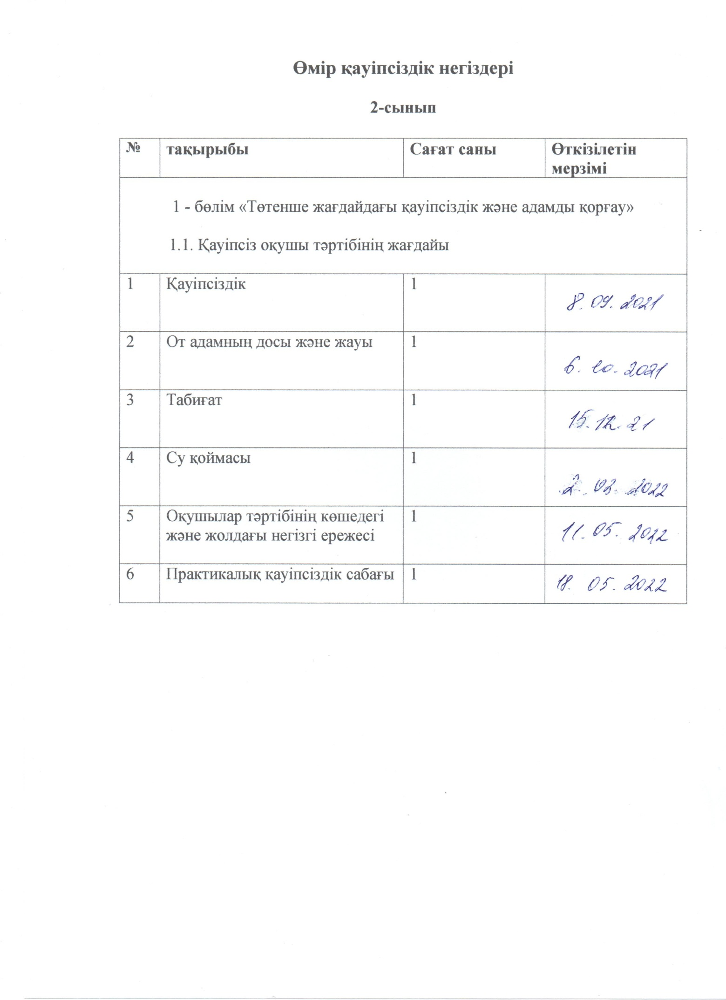 Өмір қауіпсіздік негіздері
2-сынып
№ тақырыбы Сағат саны Өткізілетін
мерзімі
1 - бөлім «Төтенше жағдайдағы қауіпсіздік және адамды қорғау»
1.1. Қауіпсіз оқушы тәртібінің жағдайы
1 Қауіпсіздік 1
8. 09. 2021
2 От адамның досы және жауы 1
6. 10. 2021
3 Табиғат 1
15. 12. 21
4 Су қоймасы 1
2. 2022
5 Оқушылар тәртібінің көшедегі 1
және жолдағы негізгі ережесі
11. 05. 2022
6 Практикалық қауіпсіздік сабағы 1
18. 05. 2022